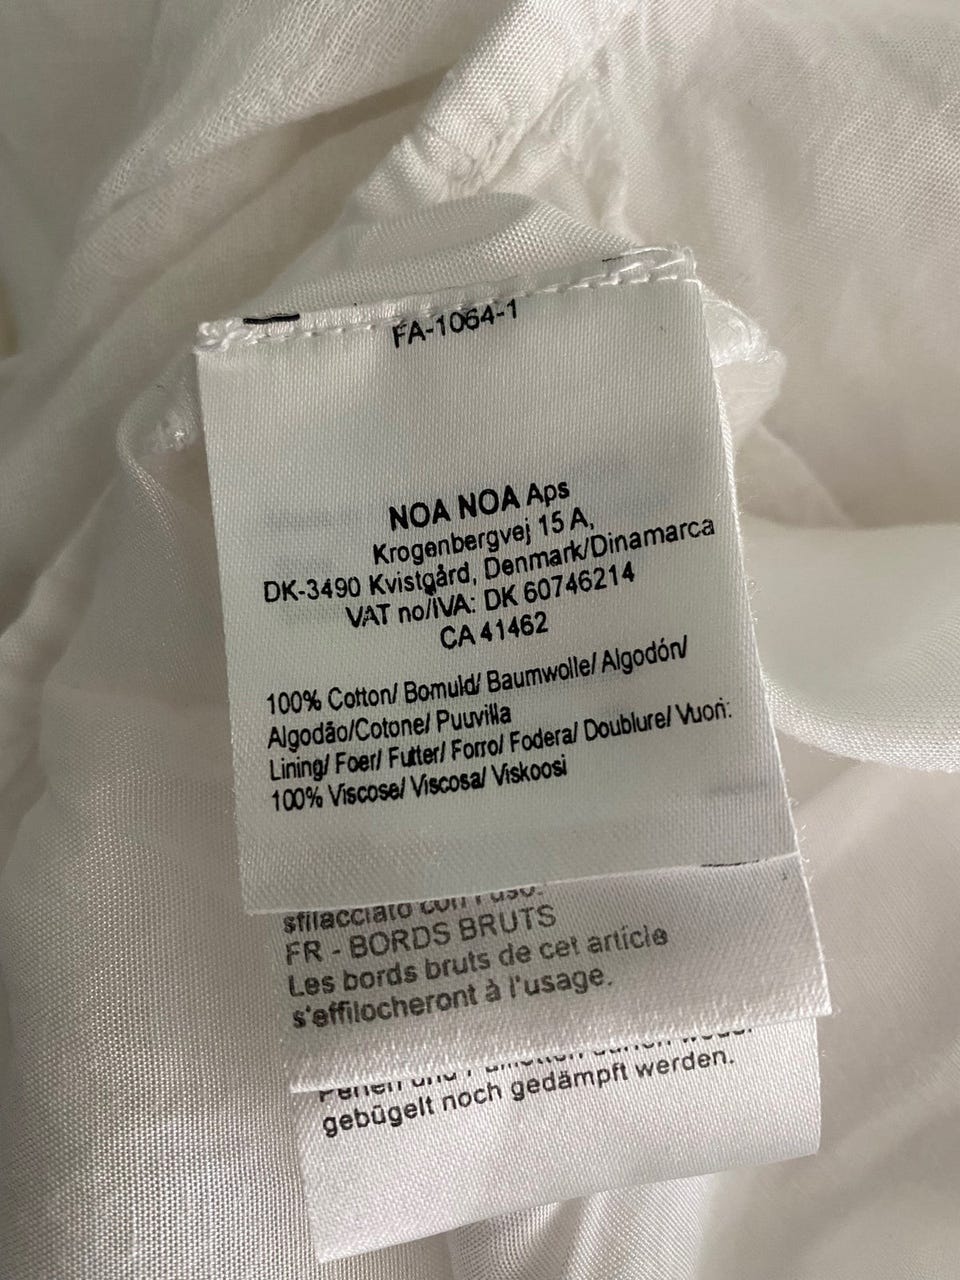 FA-1064-1
NOA NOA Aps
Krogenbergvej 15 A,
DK-3490 Kvistgård, Denmark/Dinamarca
VAT no/IVA: DK 60746214
CA 41462
100% Cotton/ Bomuld/ Baumwolle/ Algodón/
Algodão/Cotone/ Puuvilla
Lining/ Foer/ Futter/ Forro/ Fodera/ Doublure/ Vuori:
100% Viscose/ Viscosa/ Viskoosi
sfilacciato con l'uso.
FR - BORDS BRUTS
Les bords bruts de cet article
s'effilocheront à l'usage.
Perlen und
gebügelt noch gedämpft werden.